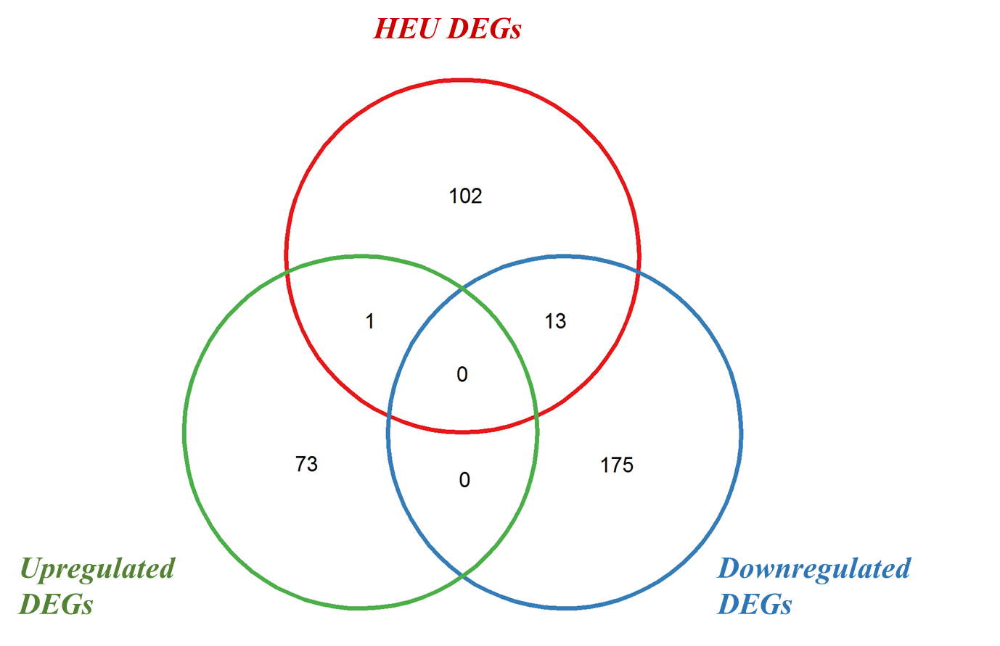 HEU DEGs
102
1
13
0
73
0
175
Upregulated
DEGs
Downregulated
DEGs